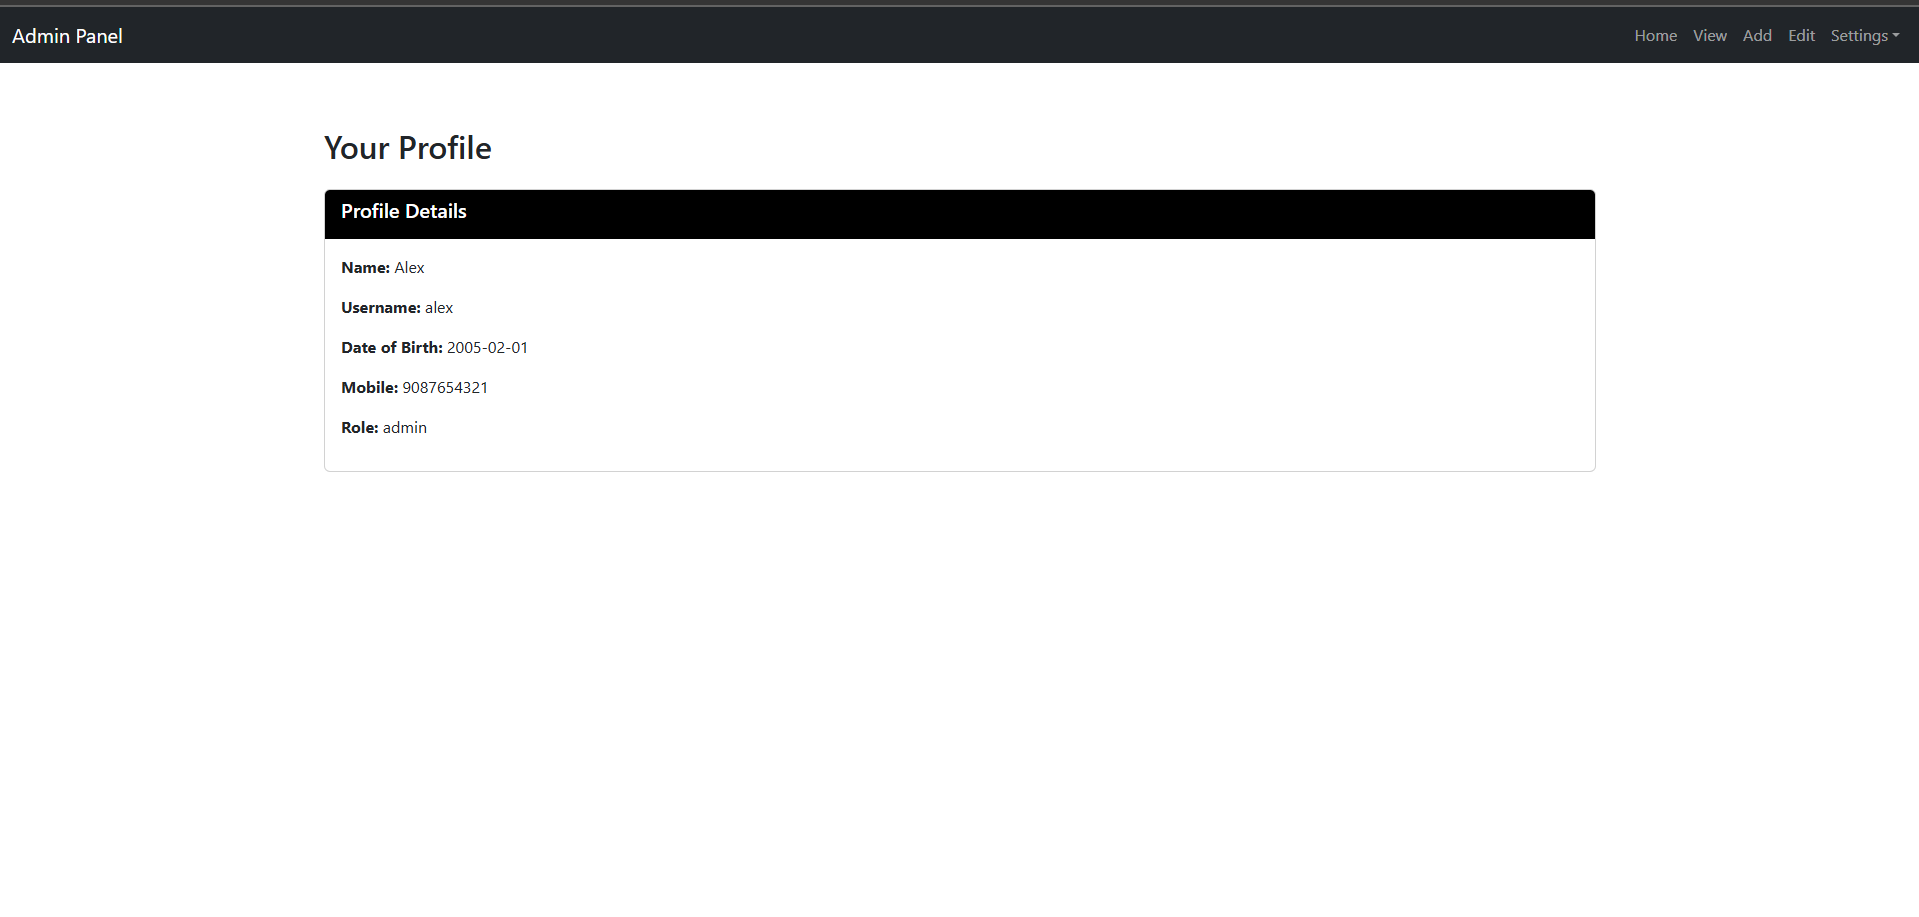 Admin Panel
Home View Add Edit Settings
Your Profile
Profile Details
Name: Alex
Username: alex
Date of Birth: 2005-02-01
Mobile: 9087654321
Role: admin